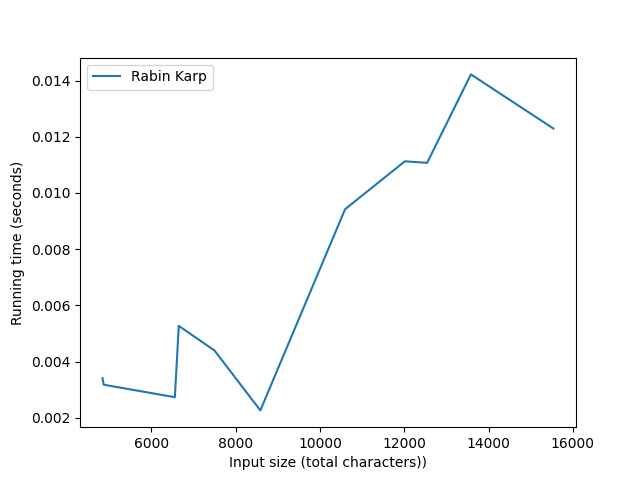 Rabin Karp
0.014
0.012
0.010
0.008
0.006
0.004
0.002
Running time (seconds)
6000 8000 10000 12000 14000 16000
Input size (total characters))